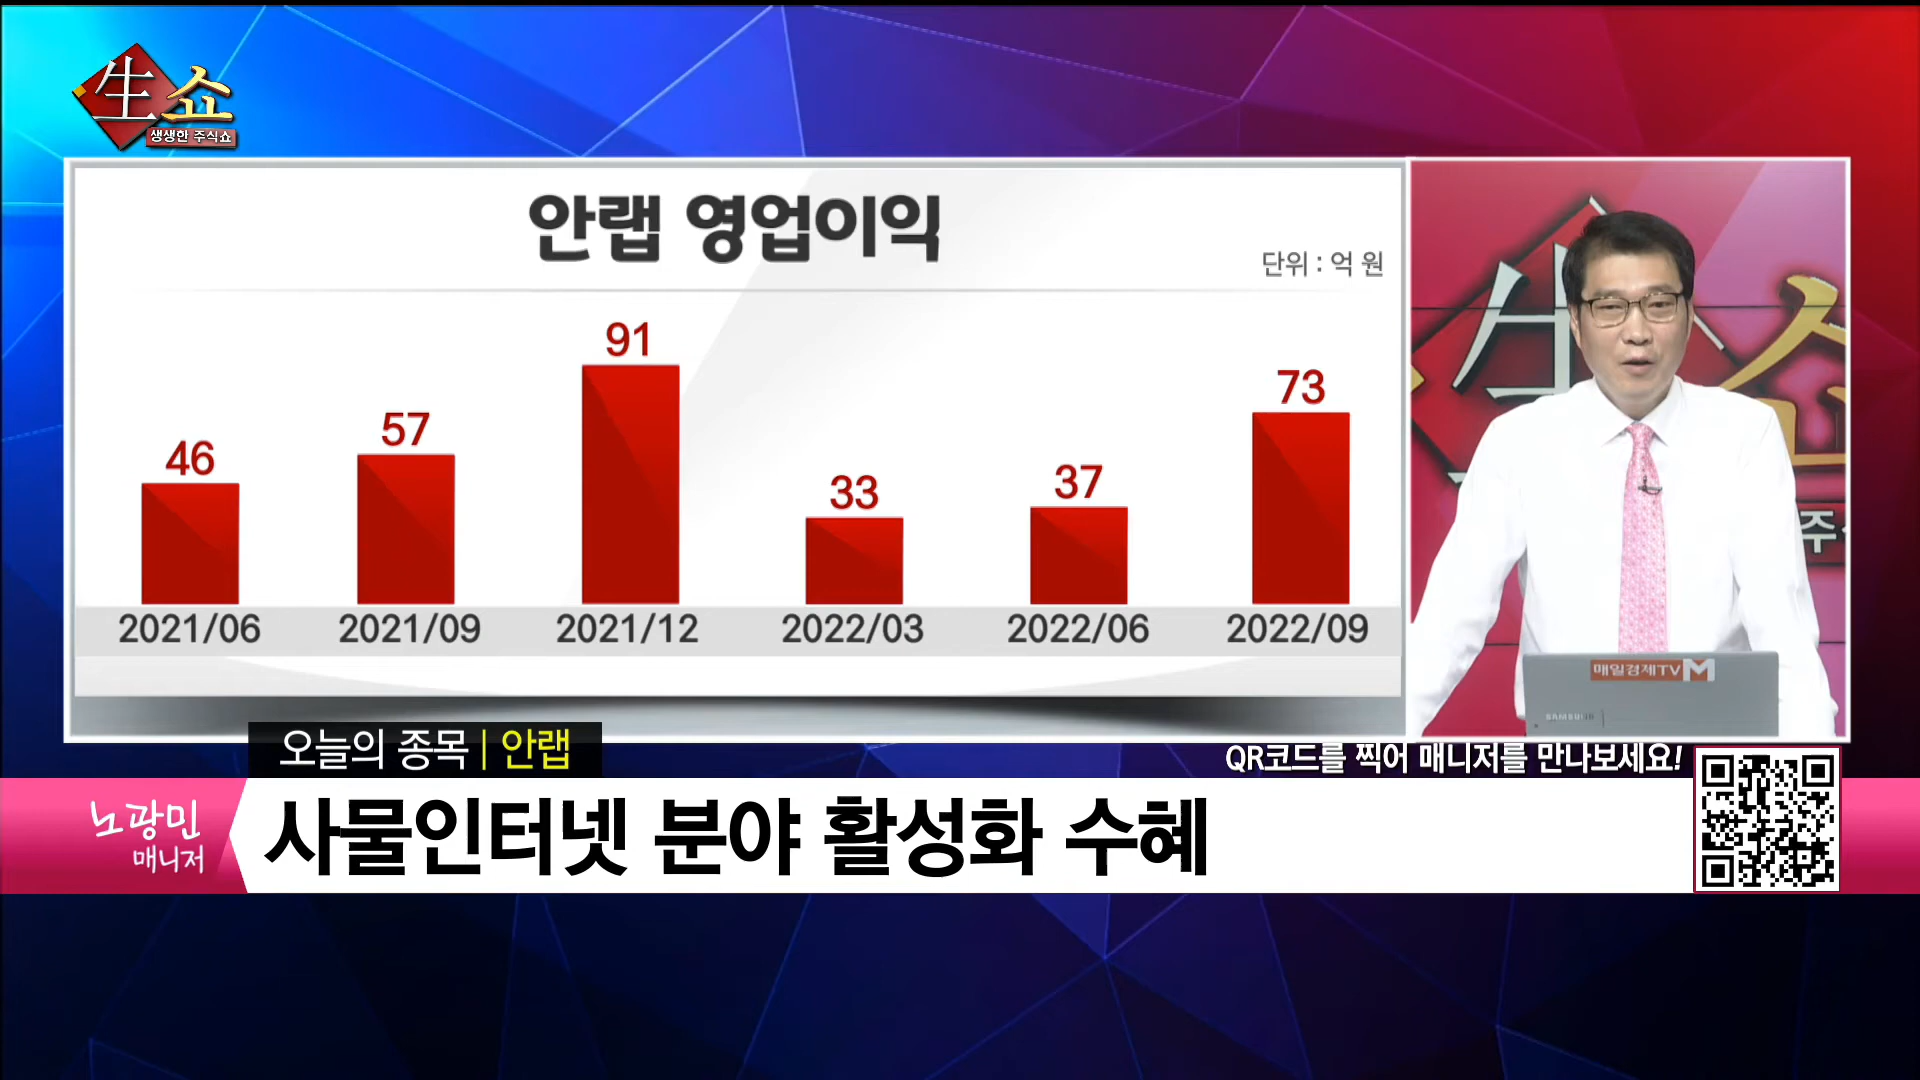 生쇼
생생한 주식쇼
안랩 영업이익
단위 : 억 원
46
57
91
33
37
73
2021/06
2021/09
2021/12
2022/03
2022/06
2022/09
生쇼
주
매일경제TV M
SAMSUNG
오늘의 종목 | 안랩
QR코드를 찍어 매니저를 만나보세요!
노광민
매니저
사물인터넷 분야 활성화 수혜